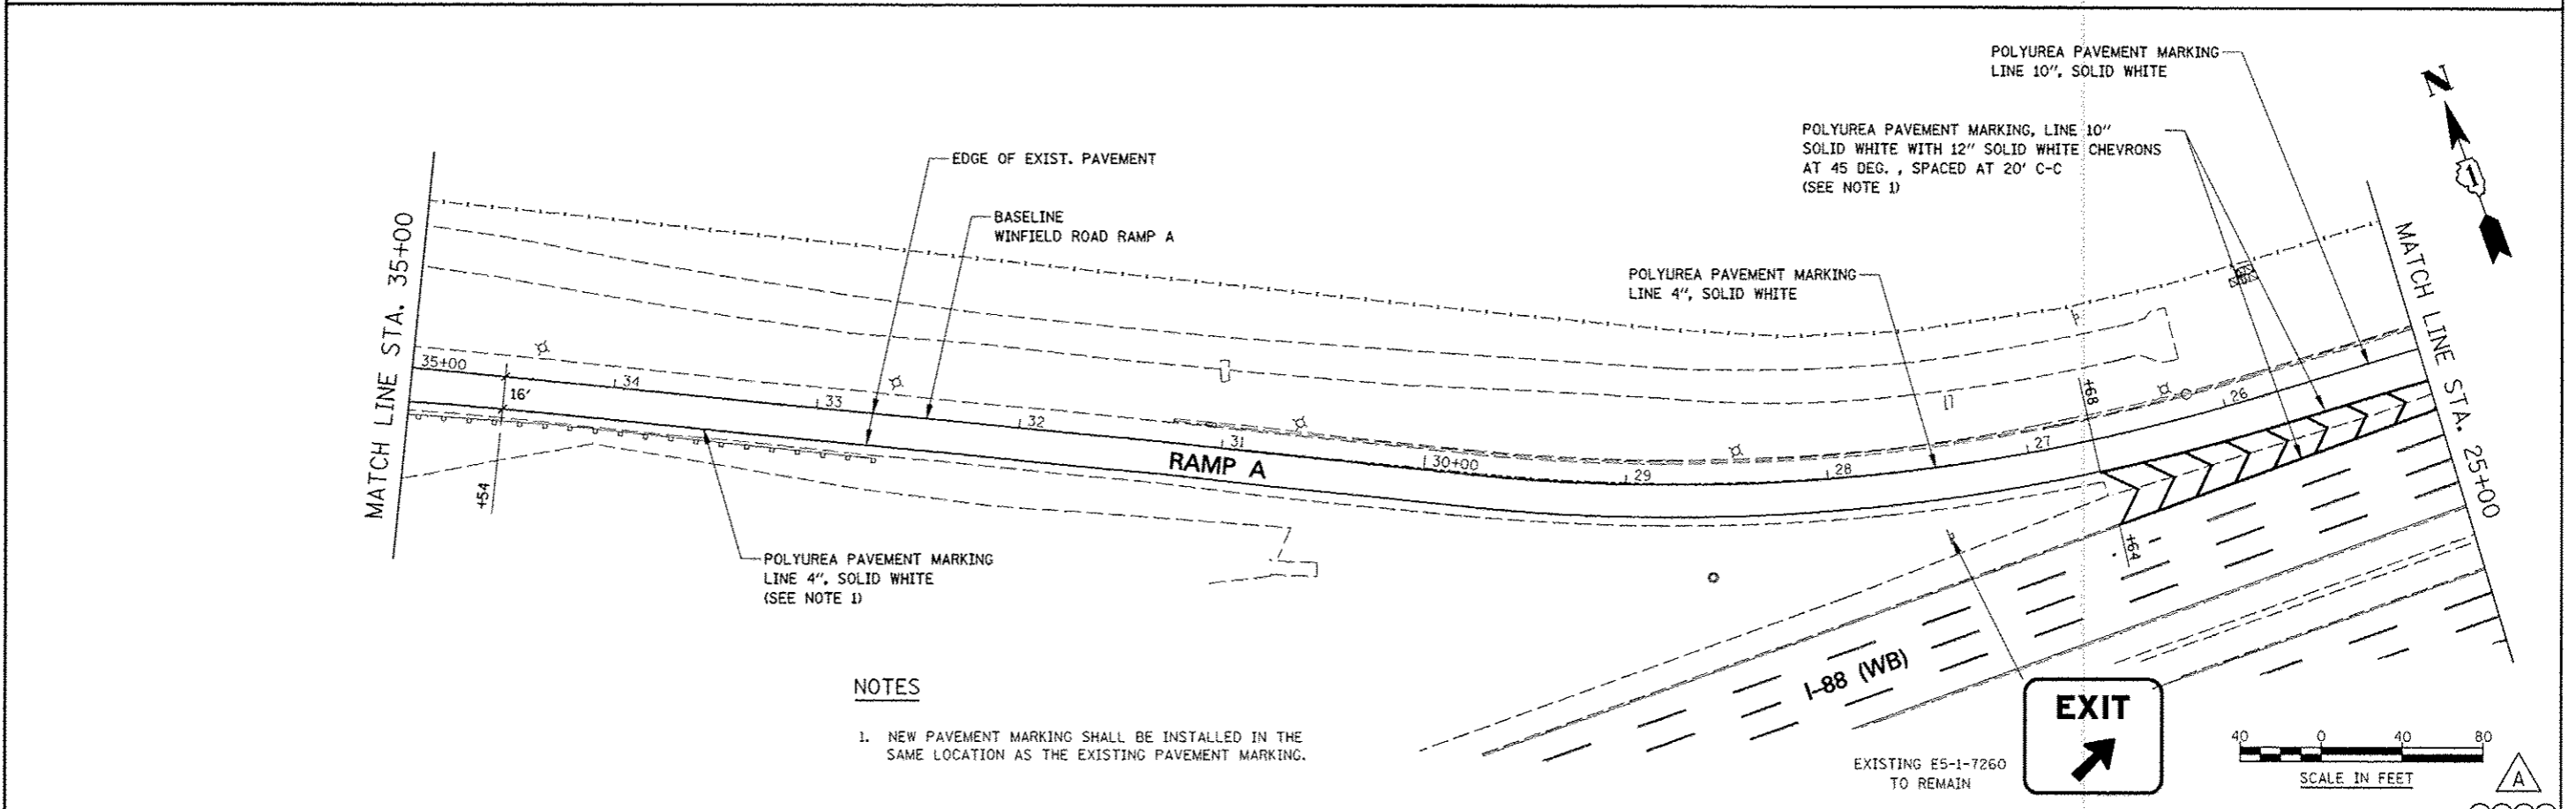 POLYUREA PAVEMENT MARKING
LINE 10", SOLID WHITE
N
1
POLYUREA PAVEMENT MARKING, LINE 10"
SOLID WHITE WITH 12" SOLID WHITE CHEVRONS
AT 45 DEG. , SPACED AT 20' C-C
(SEE NOTE 1)
EDGE OF EXIST. PAVEMENT
BASELINE
WINFIELD ROAD RAMP A
POLYUREA PAVEMENT MARKING
LINE 4", SOLID WHITE
MATCH LINE STA. 35+00
MATCH LINE STA. 25+00
35+00
34
33
32
31
30+00
29
28
27
26
16'
+54
+68
+64
RAMP A
POLYUREA PAVEMENT MARKING
LINE 4", SOLID WHITE
(SEE NOTE 1)
I-88 (WB)
NOTES
1. NEW PAVEMENT MARKING SHALL BE INSTALLED IN THE
SAME LOCATION AS THE EXISTING PAVEMENT MARKING.
EXISTING E5-1-7260
TO REMAIN
EXIT
40 0 40 80
SCALE IN FEET
A